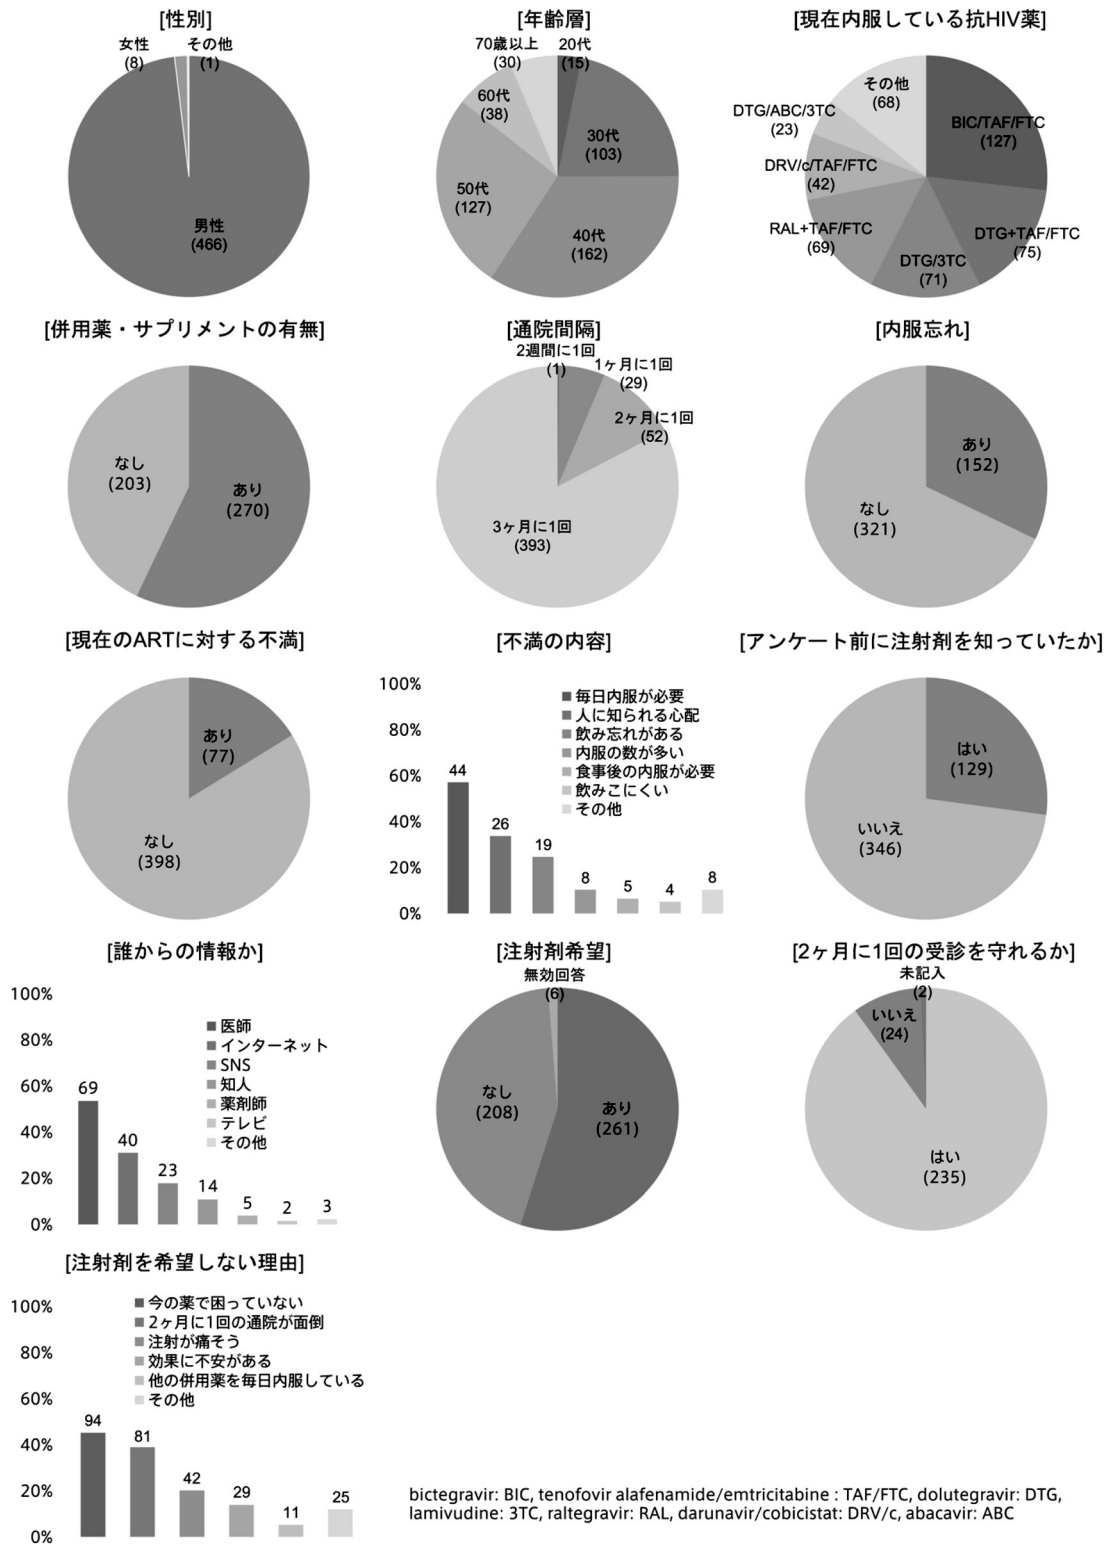 [性別]
女性
(8)
その他
(1)
男性
(466)
[年齢層]
70歳以上
(30)
20代
(15)
60代
(38)
30代
(103)
50代
(127)
40代
(162)
[現在内服している抗HIV薬]
その他
(68)
DTG/ABC/3TC
(23)
BIC/TAF/FTC
(127)
DRV/c/TAF/FTC
(42)
RAL+TAF/FTC
(69)
DTG+TAF/FTC
(75)
DTG/3TC
(71)
[併用薬・サプリメントの有無]
なし
(203)
あり
(270)
[通院間隔]
2週間に1回
(1)
1ヶ月に1回
(29)
2ヶ月に1回
(52)
3ヶ月に1回
(393)
[内服忘れ]
あり
(152)
なし
(321)
[現在のARTに対する不満]
あり
(77)
なし
(398)
[不満の内容]
100%
80%
60%
40%
20%
0%
毎日内服が必要
人に知られる心配
飲み忘れがある
内服の数が多い
食事後の内服が必要
飲みこにくい
その他
44
26
19
8
5
4
8
[アンケート前に注射剤を知っていたか]
はい
(129)
いいえ
(346)
[誰からの情報か]
100%
80%
60%
40%
20%
0%
医師
インターネット
SNS
知人
薬剤師
テレビ
その他
69
40
23
14
5
2
3
[注射剤希望]
無効回答
(6)
なし
(208)
あり
(261)
[2ヶ月に1回の受診を守れるか]
未記入
(2)
いいえ
(24)
はい
(235)
[注射剤を希望しない理由]
100%
80%
60%
40%
20%
0%
今の薬で困っていない
2ヶ月に1回の通院が面倒
注射が痛そう
効果に不安がある
他の併用薬を毎日内服している
その他
94
81
42
29
11
25
bictegravir: BIC, tenofovir alafenamide/emtricitabine : TAF/FTC, dolutegravir: DTG,
lamivudine: 3TC, raltegravir: RAL, darunavir/cobicistat: DRV/c, abacavir: ABC